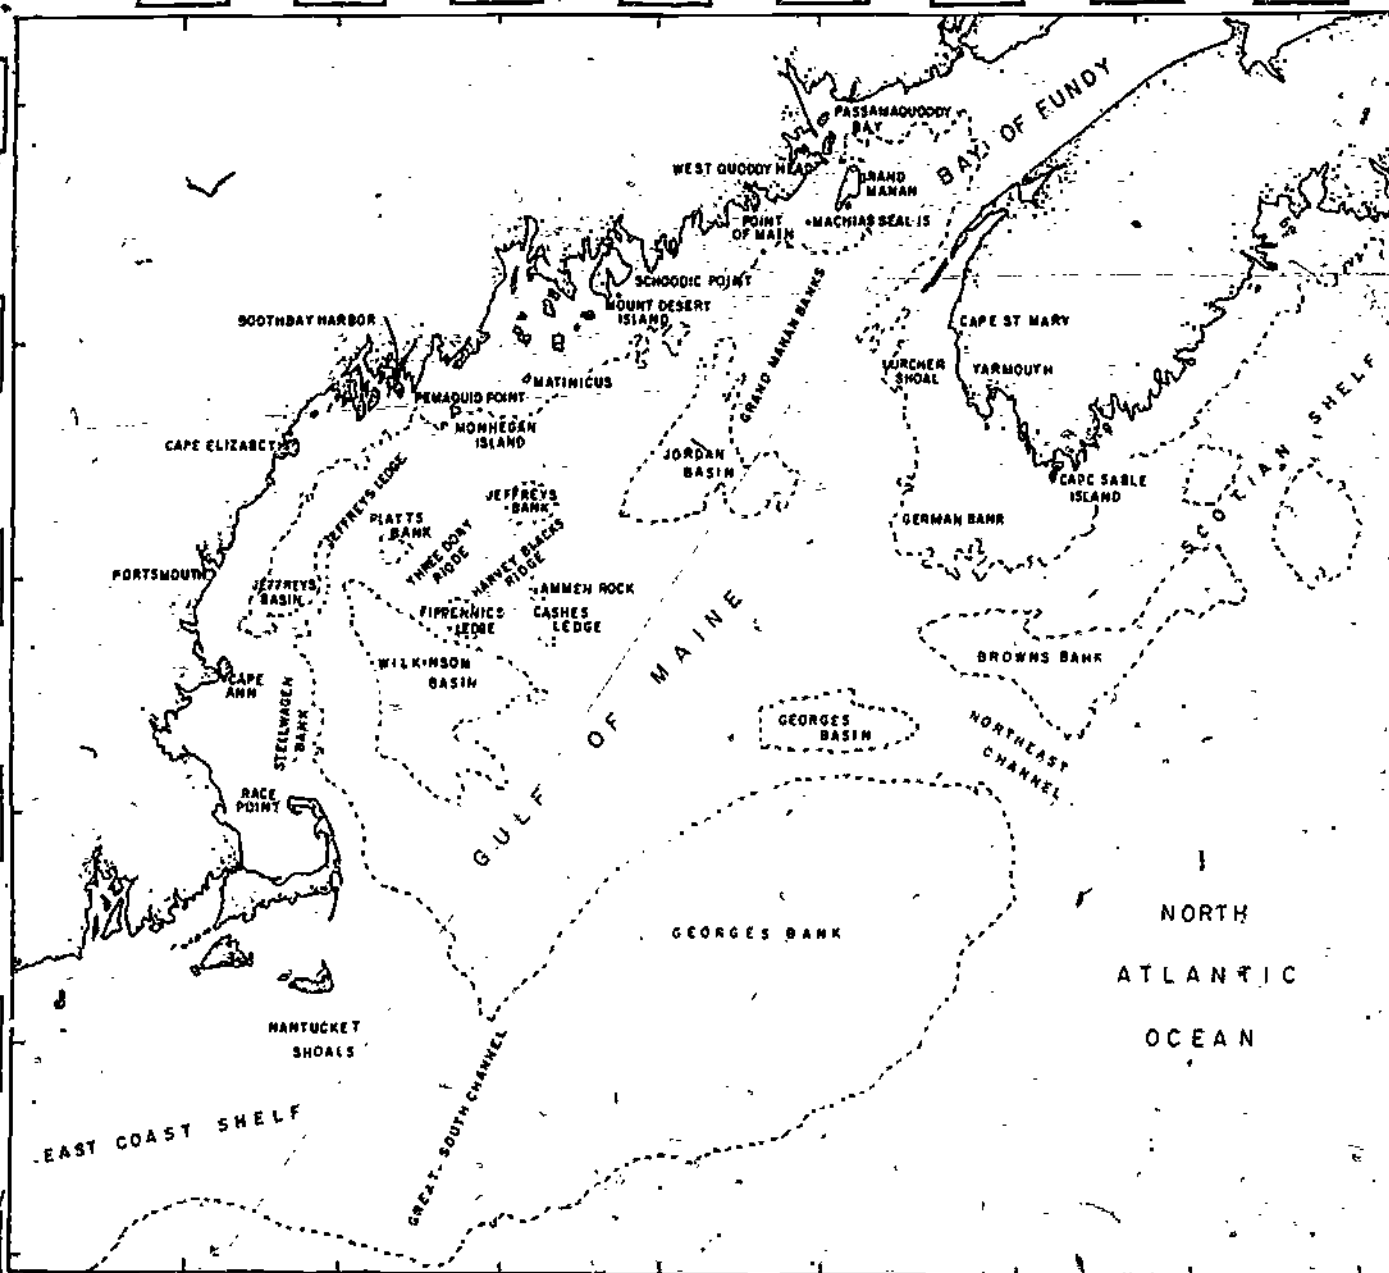 PASSAMAQUODDY
BAY
BAY OF FUNDY
WEST QUODDY HEAD
GRAND
MANAN
POINT
OF MAIN
MACHIAS SEAL IS
SCHOODIC POINT
MOUNT DESERT
ISLAND
GRAND MANAN BANKS
BOOTHBAY HARBOR
CAPE ST MARY
LURCHER
SHOAL
YARMOUTH
MATINICUS
PEMAQUID POINT
MONHEGAN
ISLAND
CAPE ELIZABETH
JEFFREYS LEDGE
JORDAN
BASIN
SCOTIAN SHELF
CAPE SABLE
ISLAND
JEFFREYS
BANK
PLATTS
BANK
THREE DORY
RIDGE
HARVEY BLACKS
RIDGE
GERMAN BANK
PORTSMOUTH
JEFFREYS
BASIN
AMMEN ROCK
FIPPENNIES
LEDGE
CASHES
LEDGE
GULF OF MAINE
BROWNS BANK
WILKINSON
BASIN
CAPE
ANN
STELLWAGEN
BANK
GEORGES
BASIN
NORTHEAST
CHANNEL
RACE
POINT
GEORGES BANK
NORTH
ATLANTIC
OCEAN
NANTUCKET
SHOALS
GREAT SOUTH CHANNEL
EAST COAST SHELF